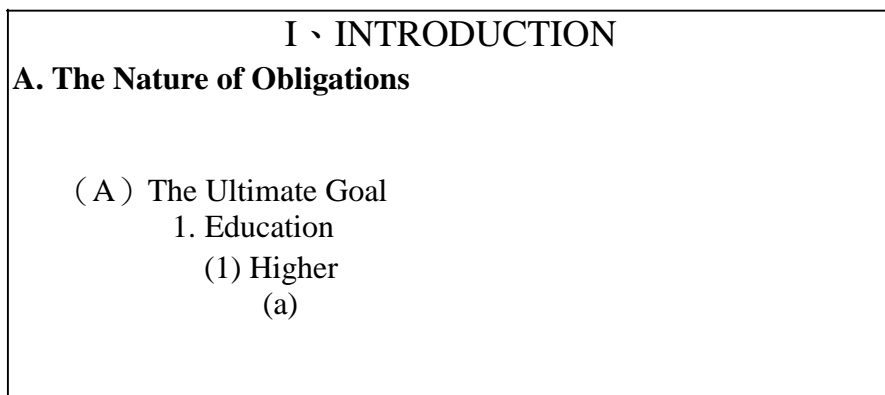 I、INTRODUCTION
A. The Nature of Obligations
（A）The Ultimate Goal
1. Education
(1) Higher
(a)